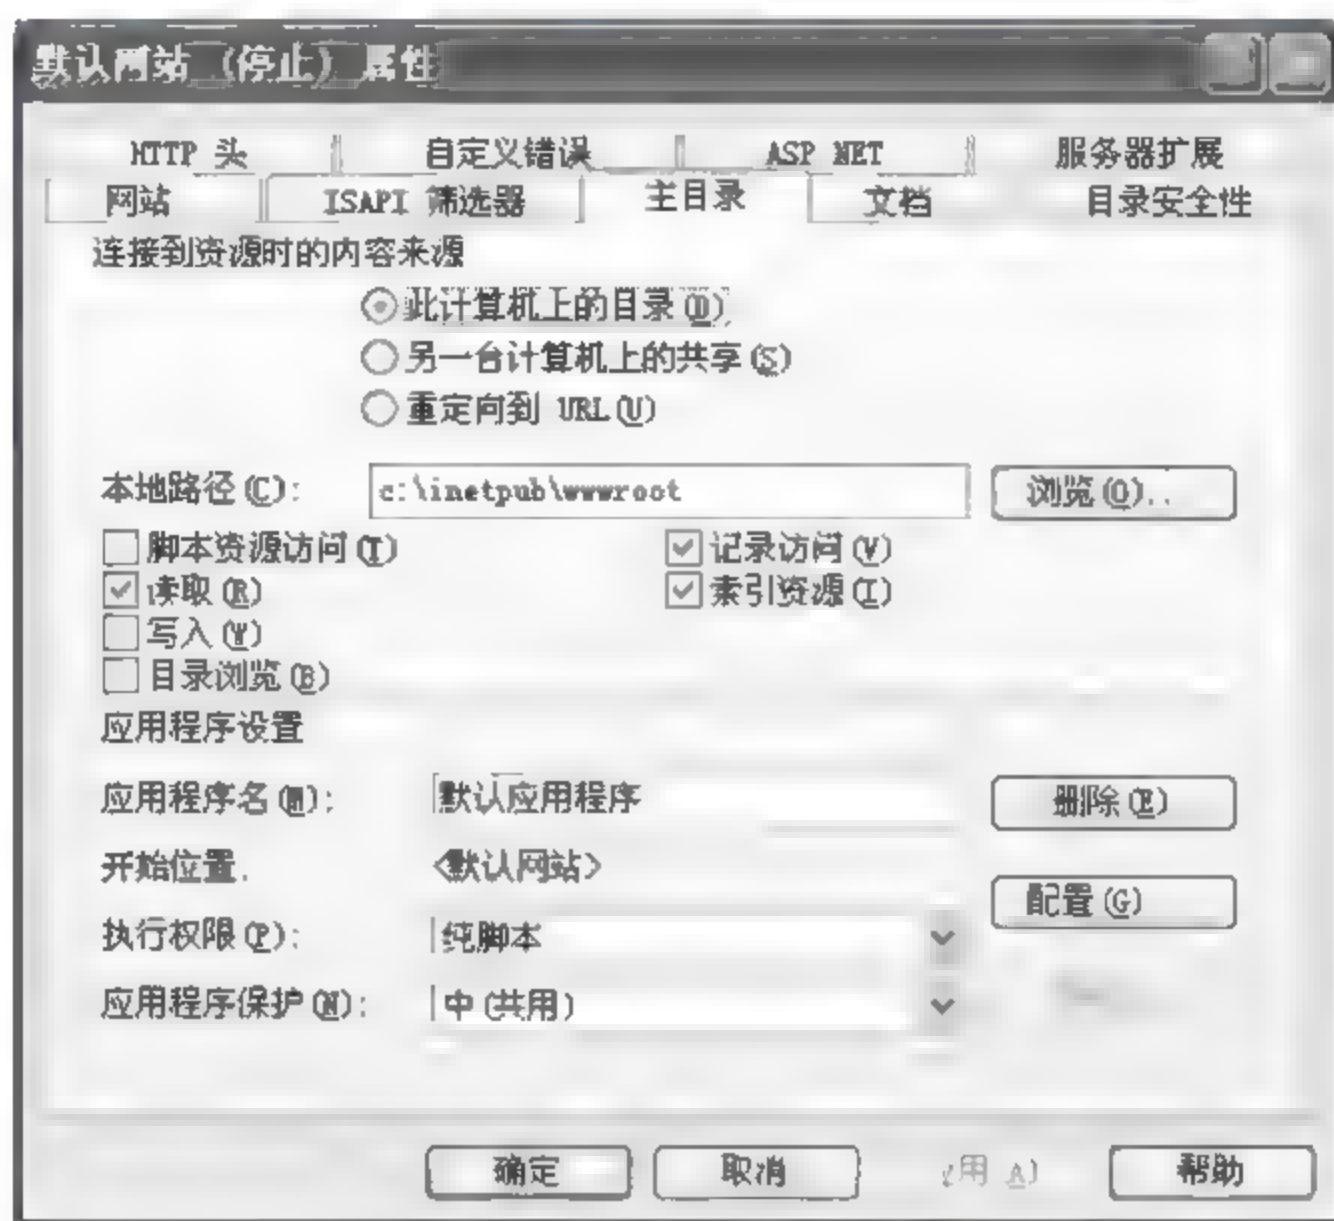 默认网站 (停止) 属性
HTTP 头 自定义错误 ASP.NET 服务器扩展
网站 ISAPI 筛选器 主目录 文档 目录安全性
连接到资源时的内容来源
此计算机上的目录(D)
另一台计算机上的共享(S)
重定向到 URL(U)
本地路径(C): c:\inetpub\wwwroot 浏览(O)..
脚本资源访问(T) 记录访问(V)
读取(R) 索引资源(I)
写入(W)
目录浏览(B)
应用程序设置
应用程序名(M): 默认应用程序 删除(E)
开始位置. <默认网站>
配置(G)
执行权限(P): 纯脚本
应用程序保护(N): 中(共用)
确定 取消 用 A) 帮助